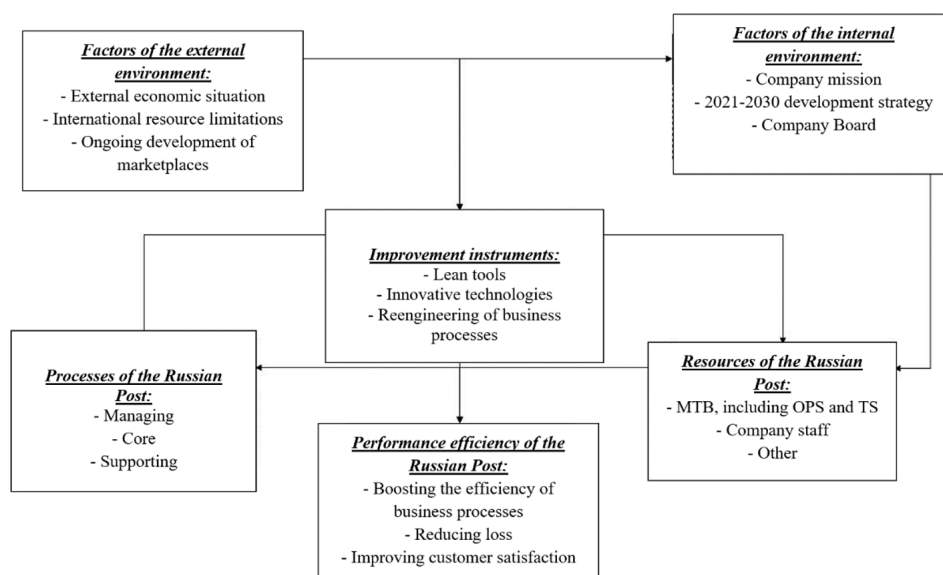 Factors of the external
environment:
- External economic situation
- International resource limitations
- Ongoing development of
marketplaces
Factors of the internal
environment:
- Company mission
- 2021-2030 development strategy
- Company Board
Improvement instruments:
- Lean tools
- Innovative technologies
- Reengineering of business
processes
Processes of the Russian
Post:
- Managing
- Core
- Supporting
Performance efficiency of the
Russian Post:
- Boosting the efficiency of
business processes
- Reducing loss
- Improving customer satisfaction
Resources of the Russian
Post:
- MTB, including OPS and TS
- Company staff
- Other